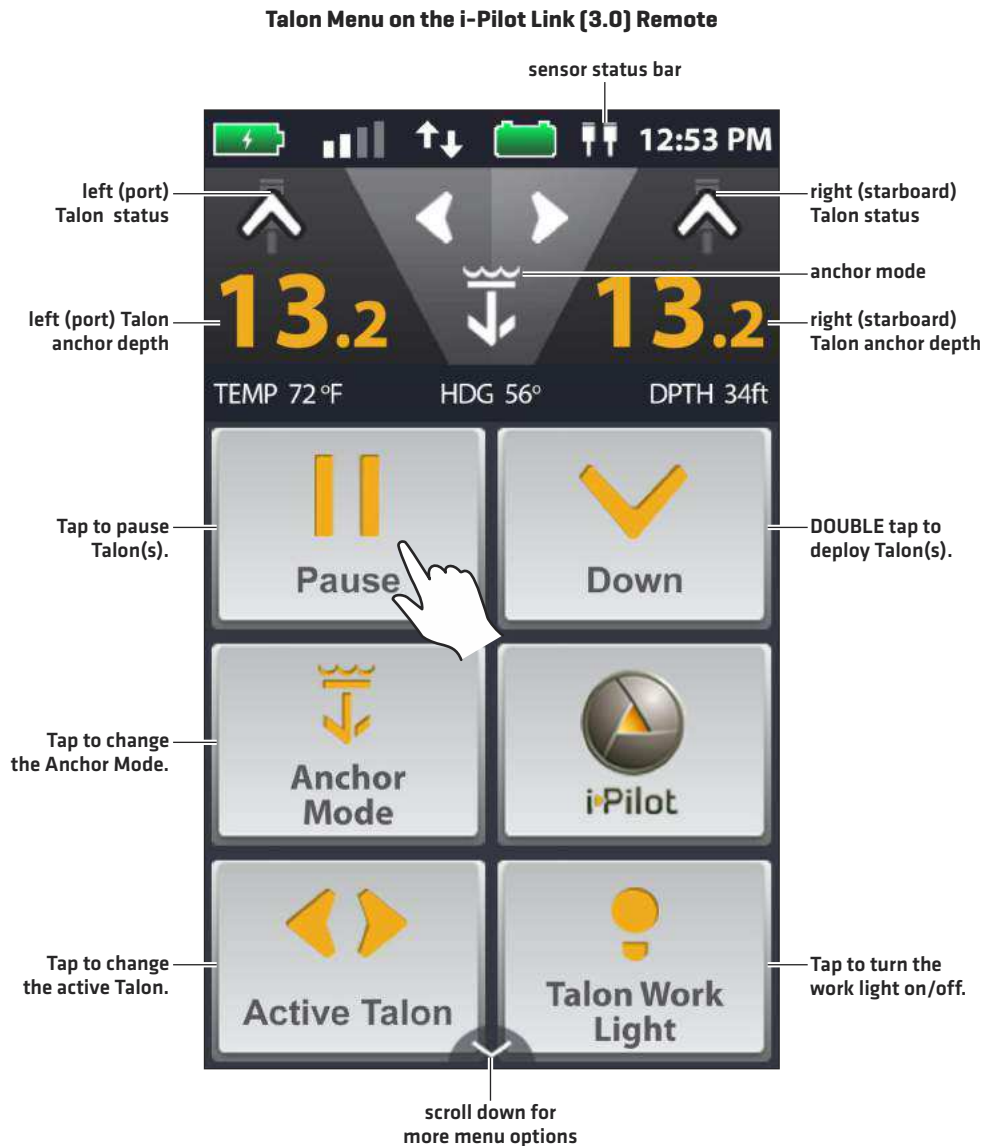 Talon Menu on the i-Pilot Link (3.0) Remote
sensor status bar
12:53 PM
left (port)
Talon status
right (starboard)
Talon status
anchor mode
13.2
13.2
left (port) Talon
anchor depth
right (starboard)
Talon anchor depth
TEMP 72 ºF
HDG 56º
DPTH 34ft
Tap to pause
Talon(s).
Pause
Down
DOUBLE tap to
deploy Talon(s).
Tap to change
the Anchor Mode.
Anchor
Mode
i-Pilot
Tap to change
the active Talon.
Active Talon
Talon Work
Light
Tap to turn the
work light on/off.
scroll down for
more menu options